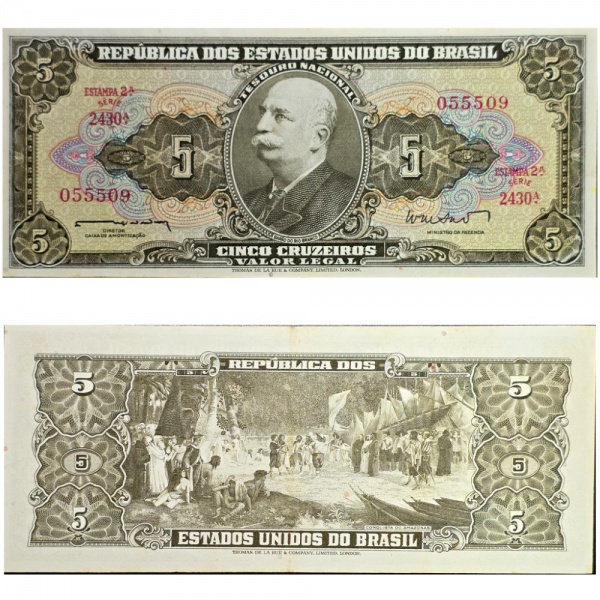 5
REPÚBLICA DOS ESTADOS UNIDOS DO BRASIL
5
TESOURO NACIONAL
ESTAMPA 2ª
SÉRIE
2430ª
055509
5
5
055509
ESTAMPA 2ª
SÉRIE
2430ª
5
DIRETOR
CAIXA DE AMORTIZAÇÃO
MINISTRO DA FAZENDA
5
CINCO CRUZEIROS
VALOR LEGAL
THOMAS DE LA RUE & COMPANY, LIMITED, LONDON.
REPÚBLICA DOS
5
5
5
5
5
5
CONQUISTA DO AMAZONAS
ESTADOS UNIDOS DO BRASIL
THOMAS DE LA RUE & COMPANY, LIMITED, LONDON.